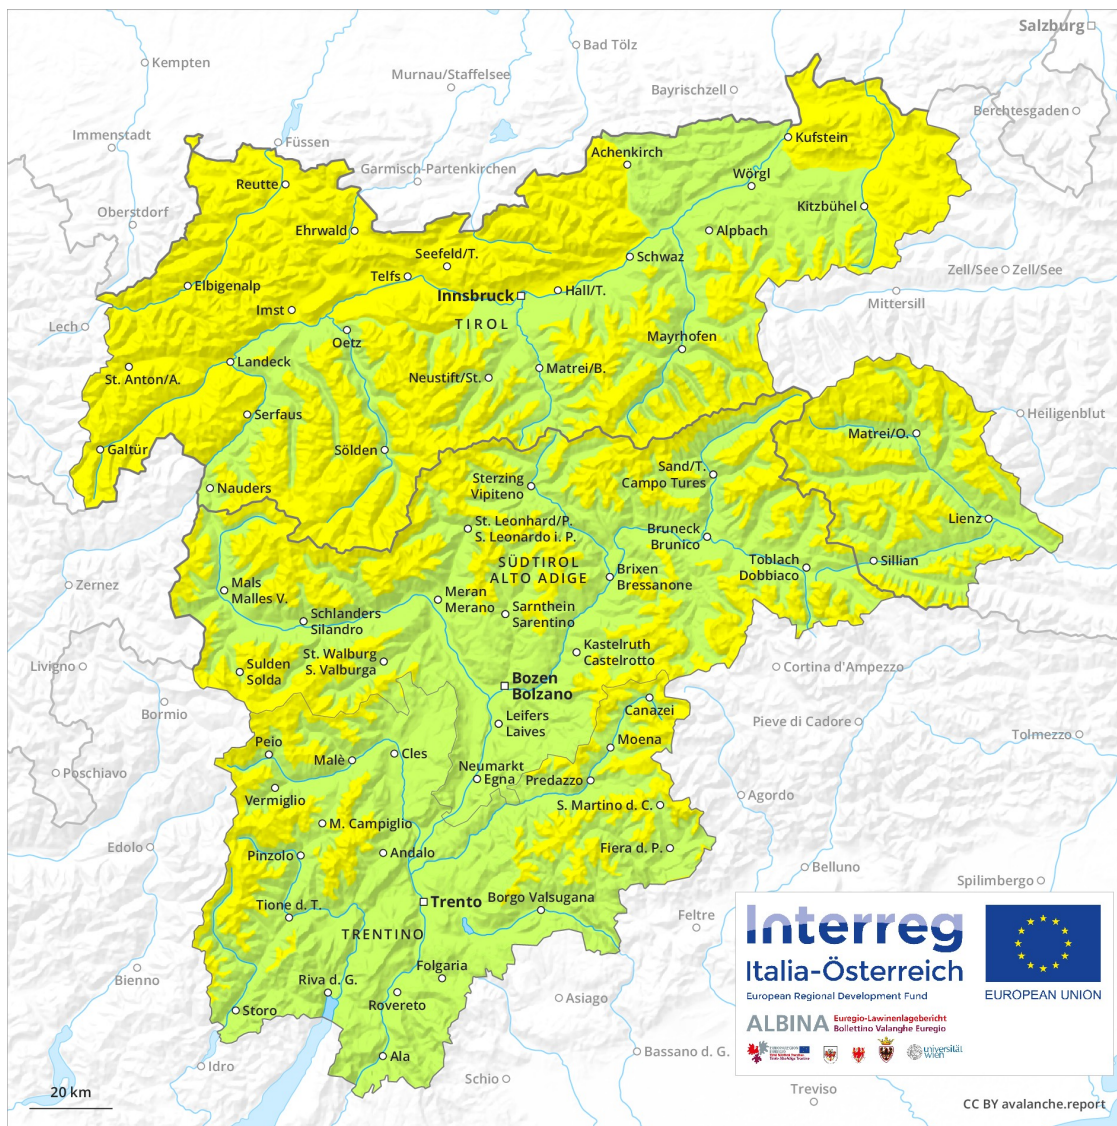 Salzburg
Bad Tölz
Kempten
Murnau/Staffelsee
Bayrischzell
Berchtesgaden
Immenstadt
Füssen
Kufstein
Garmisch-Partenkirchen
Achenkirch
Reutte
Wörgl
Oberstdorf
Kitzbühel
Ehrwald
Alpbach
Seefeld/T.
Schwaz
Telfs
Zell/See
Zell/See
Elbigenalp
Innsbruck
Hall/T.
Mittersill
Imst
TIROL
Lech
Oetz
Mayrhofen
Landeck
Matrei/B.
St. Anton/A.
Neustift/St.
Serfaus
Heiligenblut
Matrei/O.
Galtür
Sölden
Sand/T.
Campo Tures
Sterzing
Vipiteno
Nauders
St. Leonhard/P.
S. Leonardo i. P.
Lienz
Bruneck
Brunico
SÜDTIROL
ALTO ADIGE
Toblach
Dobbiaco
Sillian
Brixen
Bressanone
Zernez
Mals
Malles V.
Meran
Merano
Schlanders
Silandro
Sarnthein
Sarentino
Kastelruth
Castelrotto
St. Walburg
S. Valburga
Livigno
Sulden
Solda
Cortina d'Ampezzo
Bozen
Bolzano
Bormio
Canazei
Leifers
Laives
Pieve di Cadore
Tolmezzo
Peio
Moena
Malè
Cles
Poschiavo
Neumarkt
Egna
Predazzo
Vermiglio
Agordo
S. Martino d. C.
M. Campiglio
Edolo
Pinzolo
Andalo
Fiera d. P.
Belluno
Spilimbergo
Tione d. T.
Trento
Borgo Valsugana
Feltre
TRENTINO
Folgaria
Bienno
Riva d. G.
Rovereto
Asiago
Storo
Ala
Bassano d. G.
Idro
Schio
Treviso
20 km
Interreg
Italia-Österreich
European Regional Development Fund
EUROPEAN UNION
ALBINA
Euregio-Lawinenlagebericht
Bollettino Valanghe Euregio
universität
wien
CC BY avalanche.report